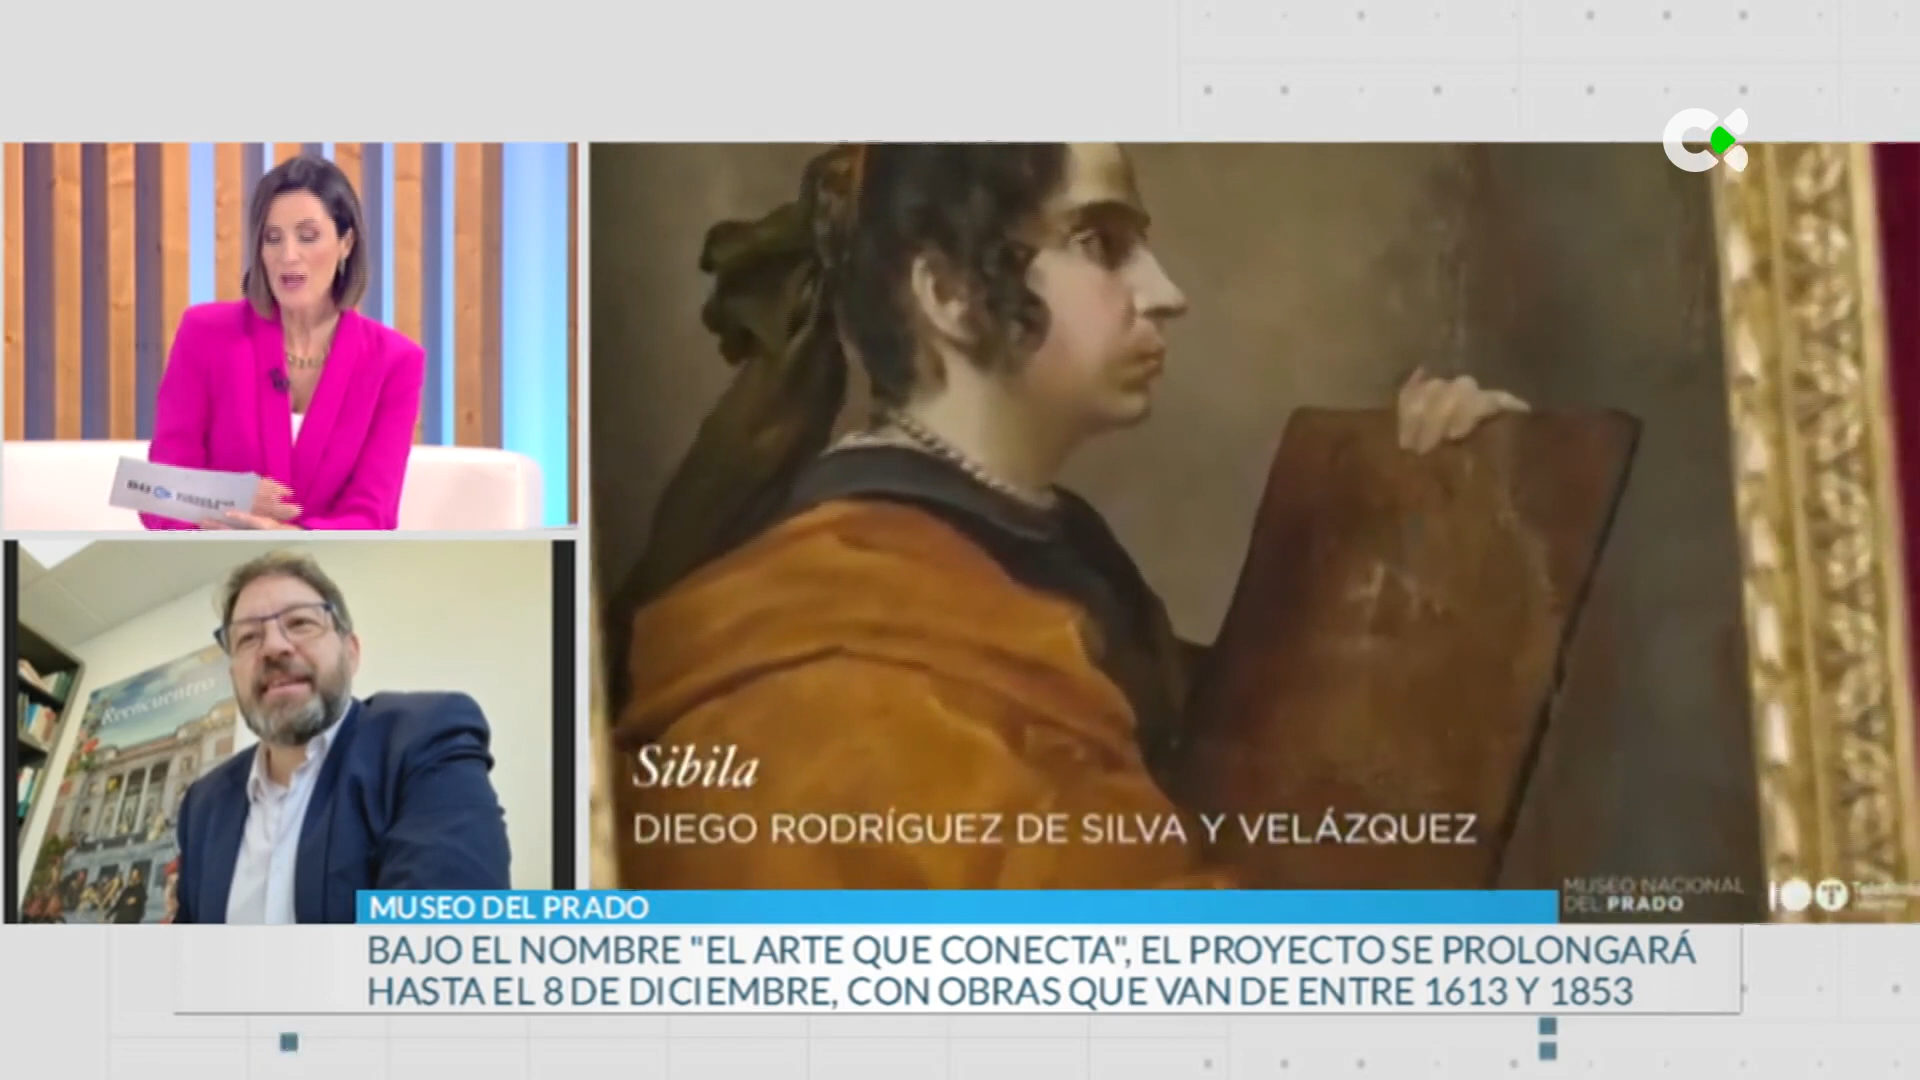 Reencuentro
Sibila
DIEGO RODRÍGUEZ DE SILVA Y VELÁZQUEZ
MUSEO NACIONAL
DEL PRADO
MUSEO DEL PRADO
BAJO EL NOMBRE "EL ARTE QUE CONECTA", EL PROYECTO SE PROLONGARÁ
HASTA EL 8 DE DICIEMBRE, CON OBRAS QUE VAN DE ENTRE 1613 Y 1853